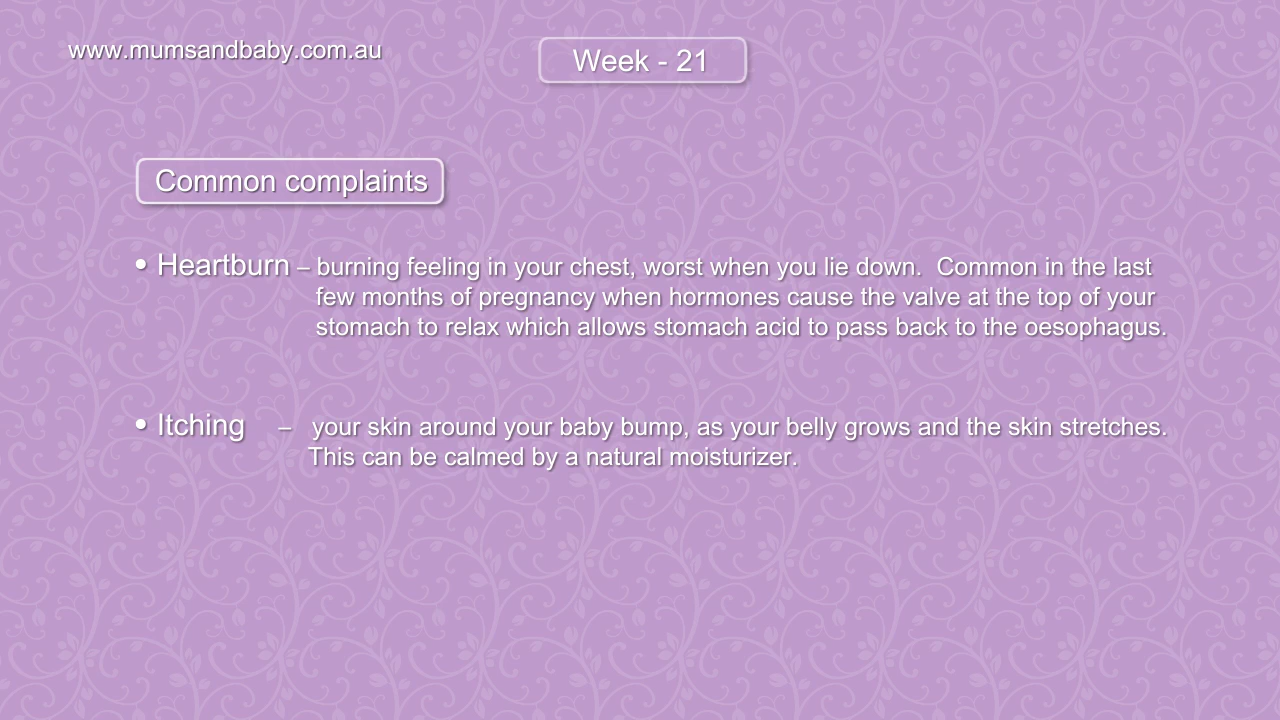 www.mumsandbaby.com.au
Week - 21
Common complaints
• Heartburn – burning feeling in your chest, worst when you lie down.  Common in the last
few months of pregnancy when hormones cause the valve at the top of your
stomach to relax which allows stomach acid to pass back to the oesophagus.
• Itching – your skin around your baby bump, as your belly grows and the skin stretches.
This can be calmed by a natural moisturizer.